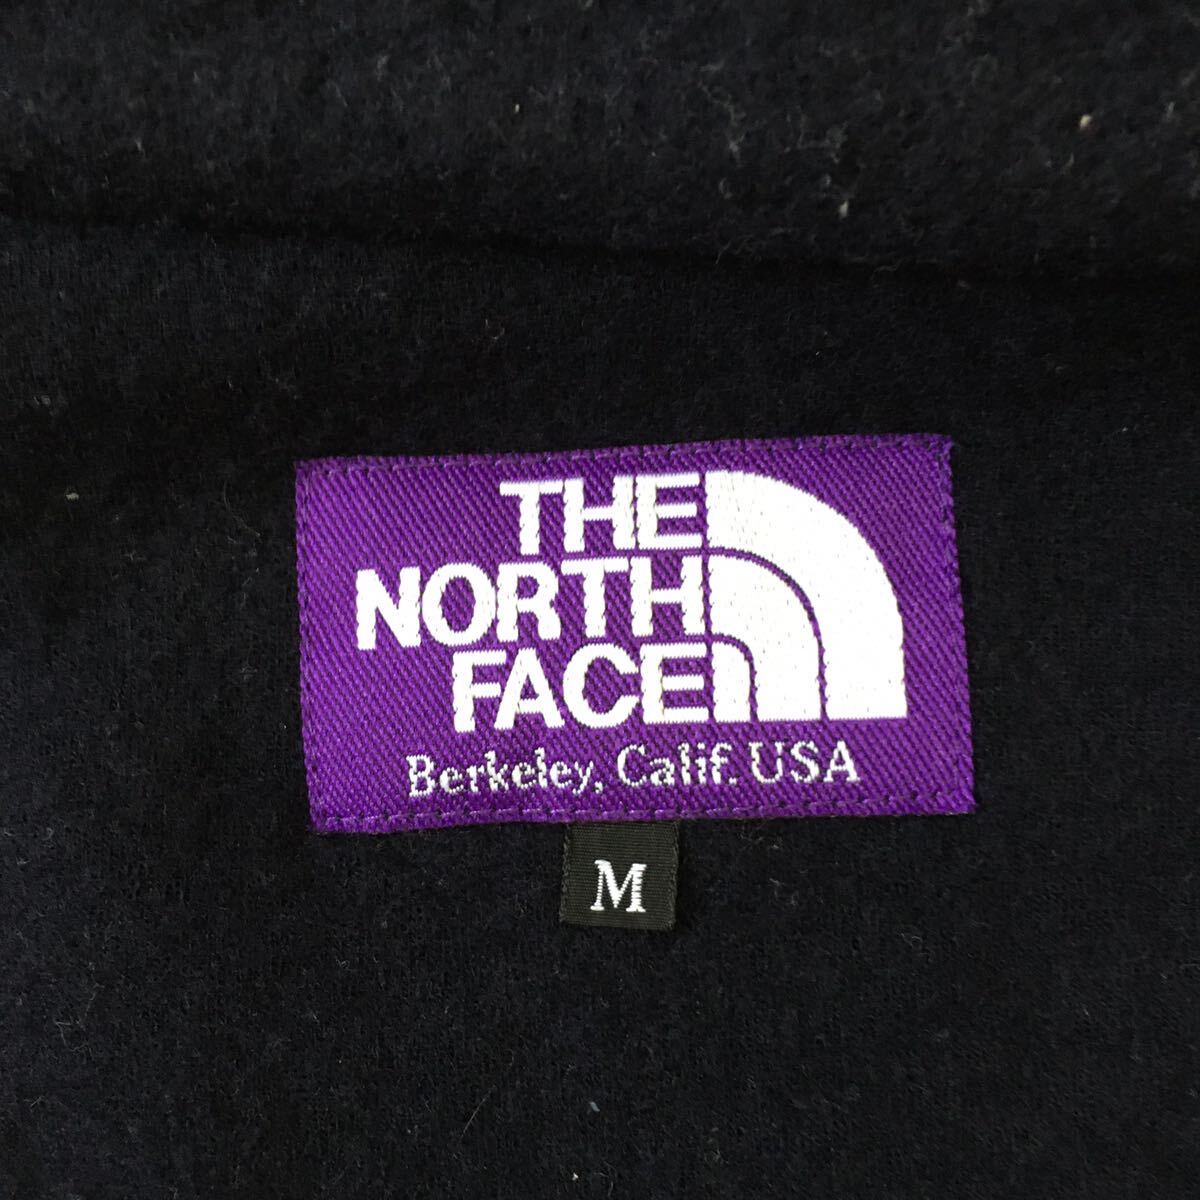 THE
NORTH
FACE
Berkeley, Calif. USA
M